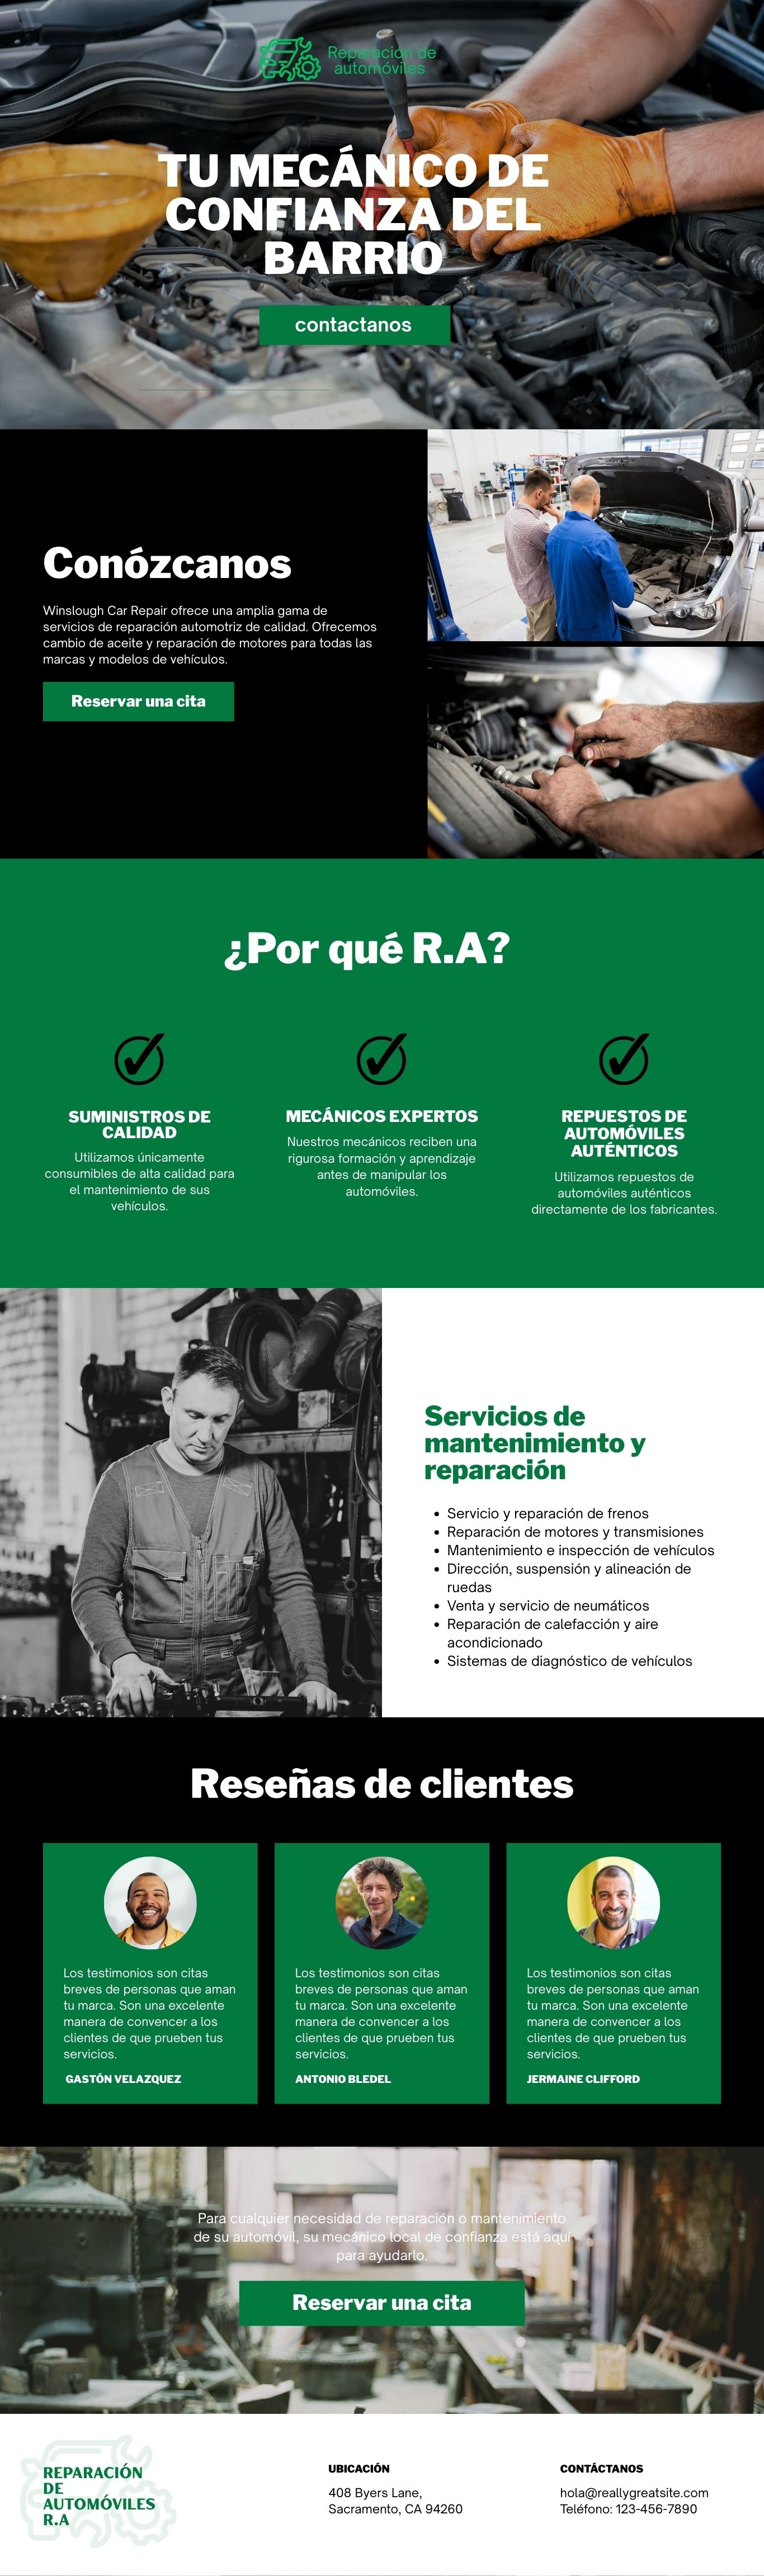 Reparación de
automóviles
TU MECÁNICO DE
CONFIANZA DEL
BARRIO
contactanos
Conózcanos
Winslough Car Repair ofrece una amplia gama de
servicios de reparación automotriz de calidad. Ofrecemos
cambio de aceite y reparación de motores para todas las
marcas y modelos de vehículos.
Reservar una cita
¿Por qué R.A?
SUMINISTROS DE
CALIDAD
Utilizamos únicamente
consumibles de alta calidad para
el mantenimiento de sus
vehículos.
MECÁNICOS EXPERTOS
Nuestros mecánicos reciben una
rigurosa formación y aprendizaje
antes de manipular los
automóviles.
REPUESTOS DE
AUTOMÓVILES
AUTÉNTICOS
Utilizamos repuestos de
automóviles auténticos
directamente de los fabricantes.
Servicios de
mantenimiento y
reparación
• Servicio y reparación de frenos
• Reparación de motores y transmisiones
• Mantenimiento e inspección de vehículos
• Dirección, suspensión y alineación de
ruedas
• Venta y servicio de neumáticos
• Reparación de calefacción y aire
acondicionado
• Sistemas de diagnóstico de vehículos
Reseñas de clientes
Los testimonios son citas
breves de personas que aman
tu marca. Son una excelente
manera de convencer a los
clientes de que prueben tus
servicios.
GASTÓN VELAZQUEZ
Los testimonios son citas
breves de personas que aman
tu marca. Son una excelente
manera de convencer a los
clientes de que prueben tus
servicios.
ANTONIO BLEDEL
Los testimonios son citas
breves de personas que aman
tu marca. Son una excelente
manera de convencer a los
clientes de que prueben tus
servicios.
JERMAINE CLIFFORD
Para cualquier necesidad de reparación o mantenimiento
de su automóvil, su mecánico local de confianza está aquí
para ayudarlo.
Reservar una cita
REPARACIÓN
DE
AUTOMÓVILES
R.A
UBICACIÓN
408 Byers Lane,
Sacramento, CA 94260
CONTÁCTANOS
hola@reallygreatsite.com
Teléfono: 123-456-7890